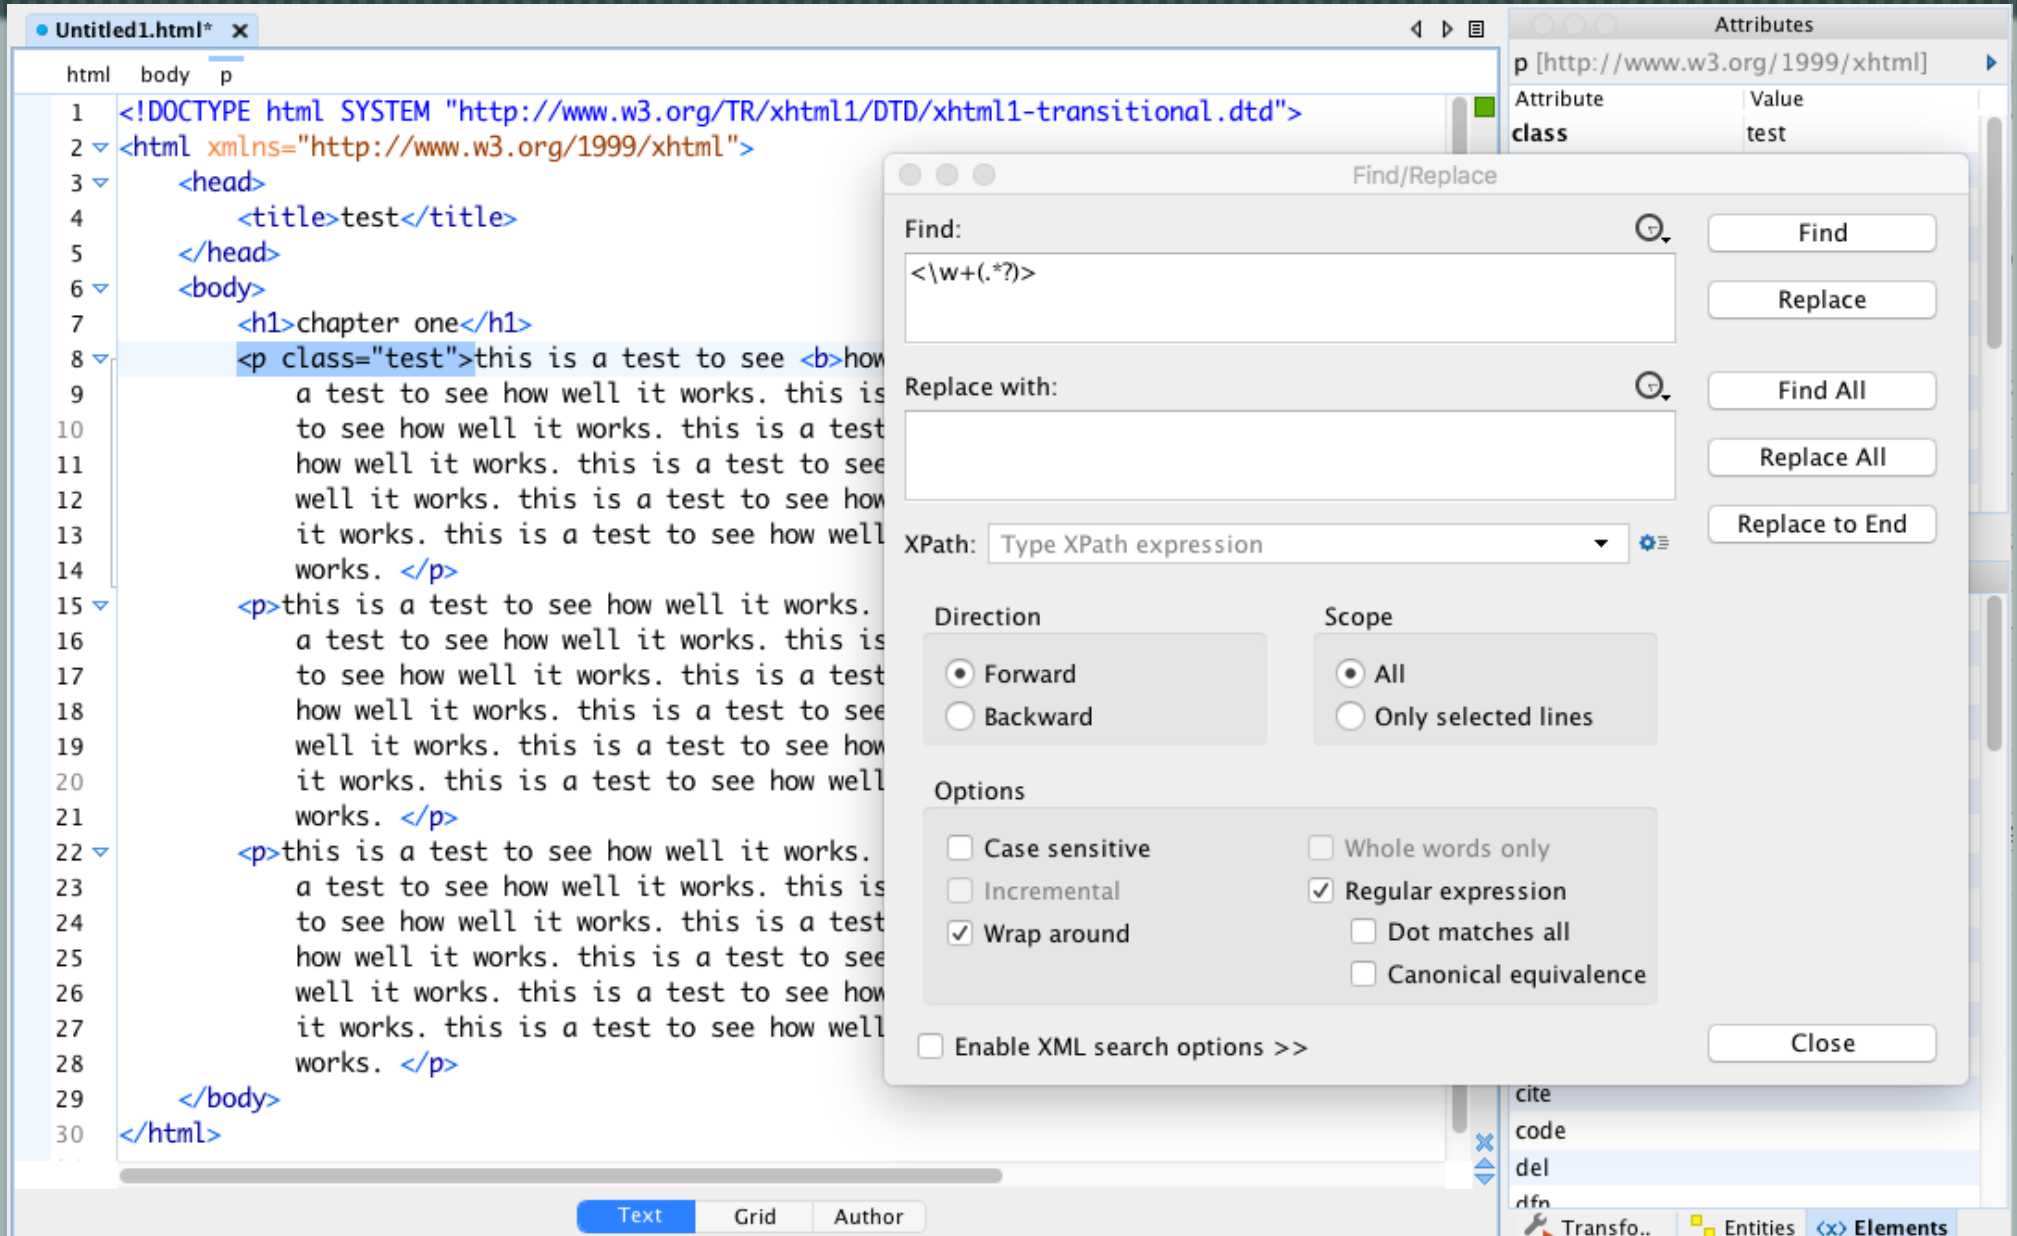 Untitled1.html*
html body p
1 <!DOCTYPE html SYSTEM "http://www.w3.org/TR/xhtml1/DTD/xhtml1-transitional.dtd">
2 <html xmlns="http://www.w3.org/1999/xhtml">
3 <head>
4 <title>test</title>
5 </head>
6 <body>
7 <h1>chapter one</h1>
8 <p class="test">this is a test to see <b>how
9 a test to see how well it works. this is
10 to see how well it works. this is a test
11 how well it works. this is a test to see
12 well it works. this is a test to see how
13 it works. this is a test to see how well
14 works. </p>
15 <p>this is a test to see how well it works.
16 a test to see how well it works. this is
17 to see how well it works. this is a test
18 how well it works. this is a test to see
19 well it works. this is a test to see how
20 it works. this is a test to see how well
21 works. </p>
22 <p>this is a test to see how well it works.
23 a test to see how well it works. this is
24 to see how well it works. this is a test
25 how well it works. this is a test to see
26 well it works. this is a test to see how
27 it works. this is a test to see how well
28 works. </p>
29 </body>
30 </html>
Text Grid Author
Attributes
p [http://www.w3.org/1999/xhtml]
Attribute Value
class test
Find/Replace
Find:
<\w+(.*?)>
Find
Replace
Replace with:
Find All
Replace All
Replace to End
XPath: Type XPath expression
Direction
Forward
Backward
Scope
All
Only selected lines
Options
Case sensitive
Incremental
Wrap around
Whole words only
Regular expression
Dot matches all
Canonical equivalence
Enable XML search options >>
Close
cite
code
del
dfn
Transfo.. Entities <x> Elements